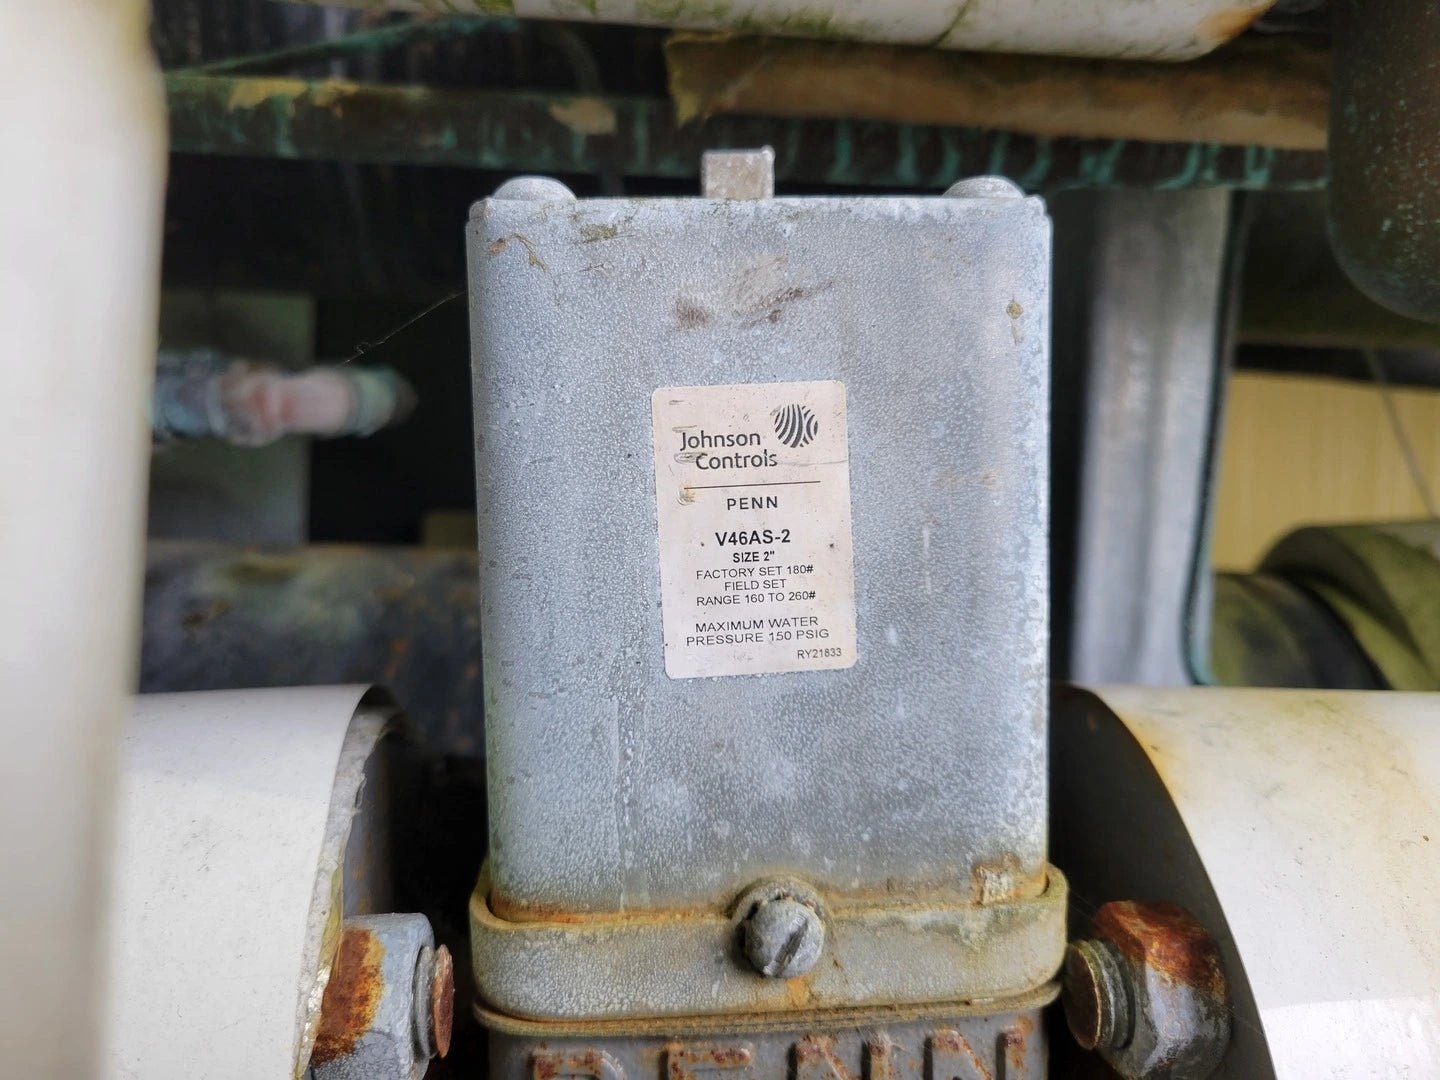 Johnson
Controls
PENN
V46AS-2
SIZE 2"
FACTORY SET 180#
FIELD SET
RANGE 160 TO 260#
MAXIMUM WATER
PRESSURE 150 PSIG
RY21833
PENN